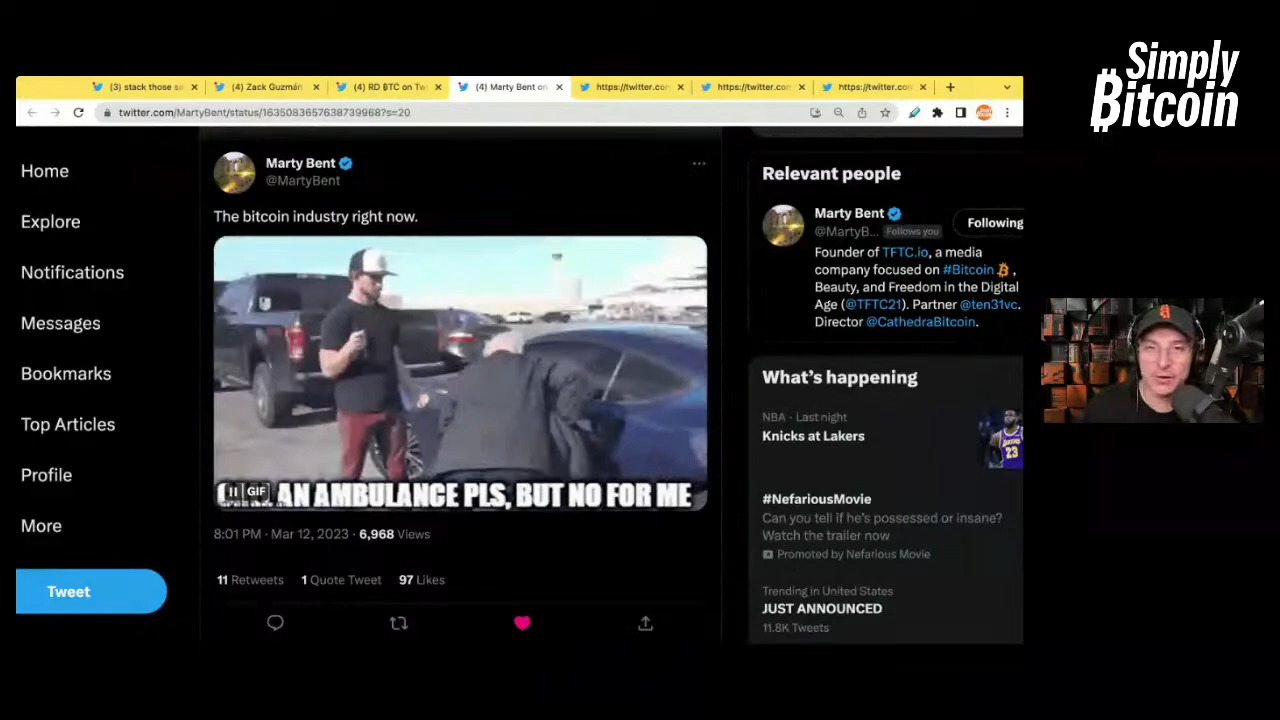 Simply
Bitcoin
(3) stack those sa
(4) Zack Guzmán
(4) RD ₿TC on Tw
(4) Marty Bent on
https://twitter.com
https://twitter.com
https://twitter.com
twitter.com/MartyBent/status/1635083657638739968?s=20
Home
Explore
Notifications
Messages
Bookmarks
Top Articles
Profile
More
Tweet
Marty Bent
@MartyBent
The bitcoin industry right now.
GIF
AN AMBULANCE PLS, BUT NO FOR ME
8:01 PM · Mar 12, 2023 · 6,968 Views
11 Retweets 1 Quote Tweet 97 Likes
Relevant people
Marty Bent
@MartyB... Follows you
Following
Founder of TFTC.io, a media
company focused on #Bitcoin ,
Beauty, and Freedom in the Digital
Age (@TFTC21). Partner @ten31vc.
Director @CathedraBitcoin.
What's happening
NBA · Last night
Knicks at Lakers
#NefariousMovie
Can you tell if he's possessed or insane?
Watch the trailer now
Promoted by Nefarious Movie
Trending in United States
JUST ANNOUNCED
11.8K Tweets